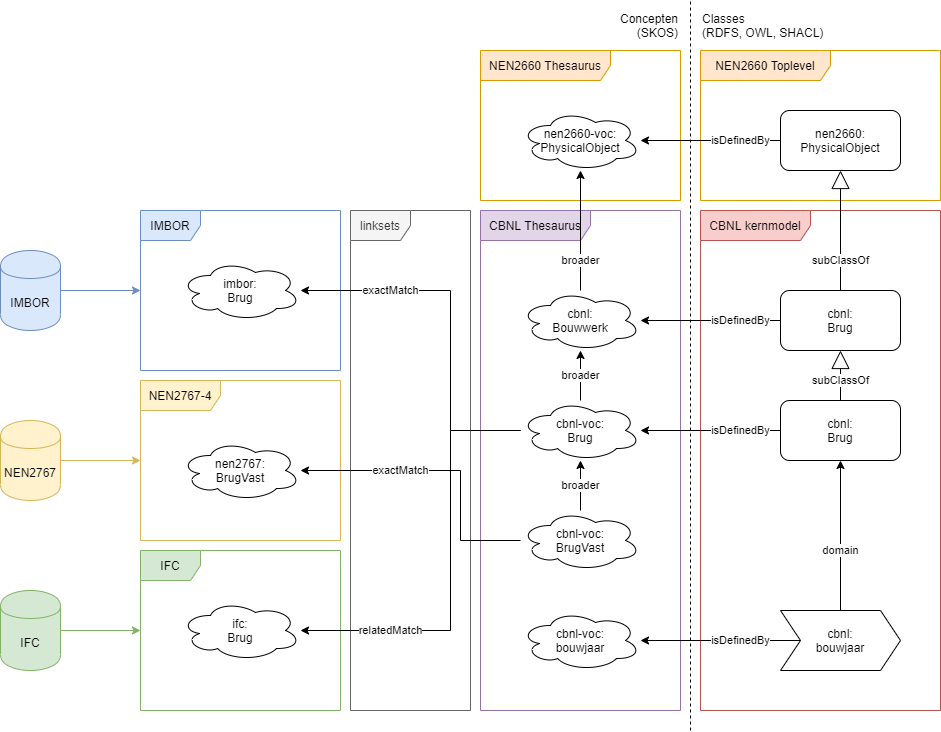 Concepten
(SKOS)
Classes
(RDFS, OWL, SHACL)
NEN2660 Thesaurus
NEN2660 Toplevel
nen2660-voc:
PhysicalObject
isDefinedBy
nen2660:
PhysicalObject
IMBOR
linksets
CBNL Thesaurus
CBNL kernmodel
broader
subClassOf
IMBOR
imbor:
Brug
exactMatch
cbnl:
Bouwwerk
isDefinedBy
cbnl:
Brug
broader
subClassOf
NEN2767-4
cbnl-voc:
Brug
isDefinedBy
cbnl:
Brug
NEN2767
nen2767:
BrugVast
exactMatch
broader
cbnl-voc:
BrugVast
domain
IFC
IFC
ifc:
Brug
relatedMatch
cbnl-voc:
bouwjaar
isDefinedBy
cbnl:
bouwjaar